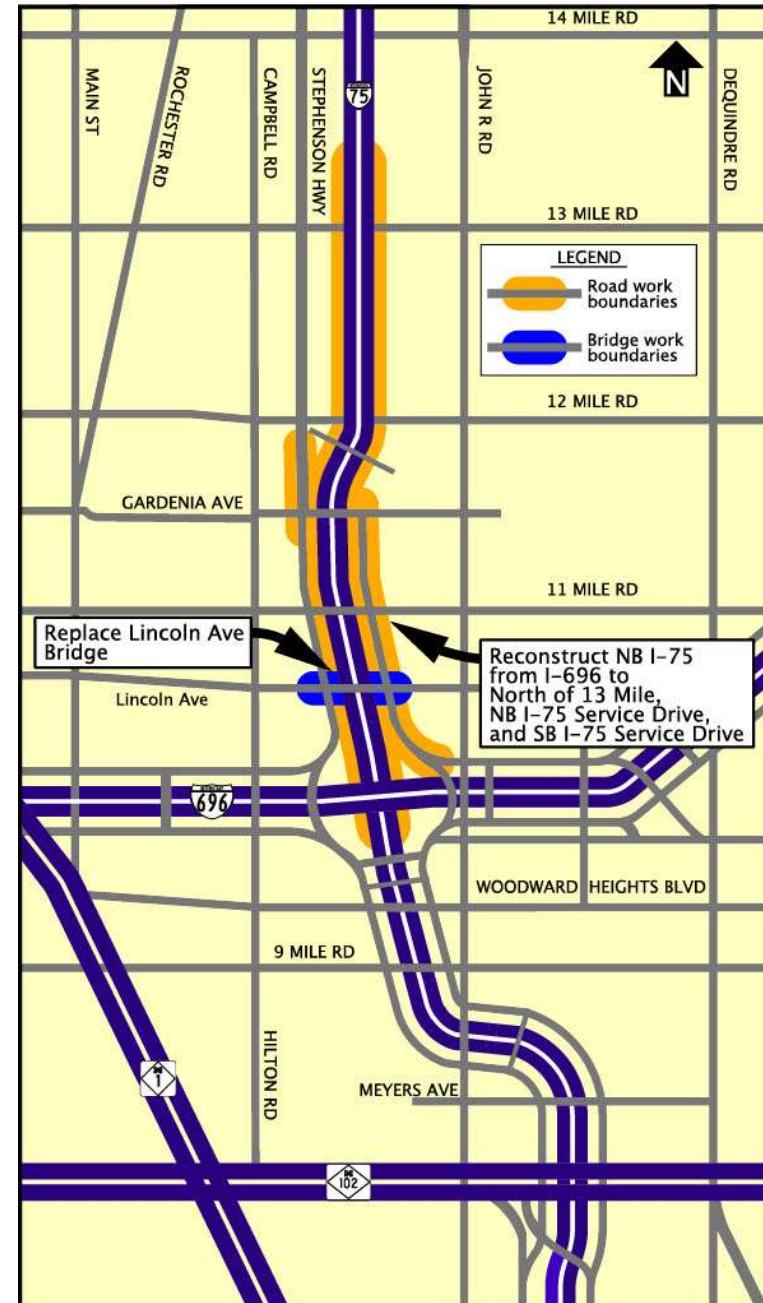 14 MILE RD
MAIN ST
ROCHESTER RD
CAMPBELL RD
STEPHENSON HWY
75
JOHN R RD
N
DEQUINDRE RD
13 MILE RD
LEGEND
Road work
boundaries
Bridge work
boundaries
12 MILE RD
GARDENIA AVE
11 MILE RD
Replace Lincoln Ave
Bridge
Reconstruct NB I-75
from I-696 to
North of 13 Mile,
NB I-75 Service Drive,
and SB I-75 Service Drive
Lincoln Ave
696
WOODWARD HEIGHTS BLVD
9 MILE RD
HILTON RD
M
1
MEYERS AVE
M
102